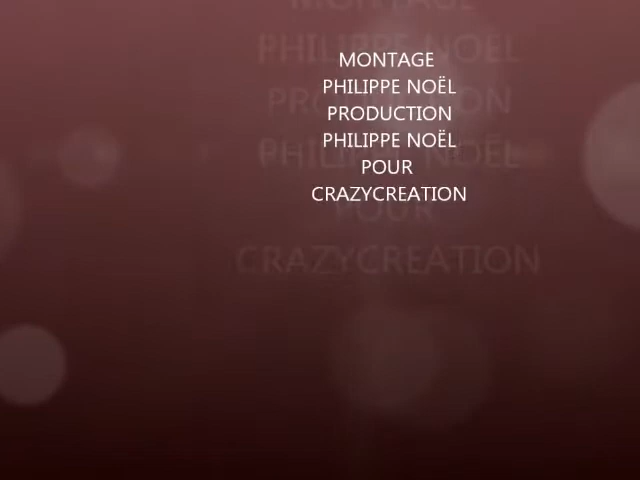 MONTAGE
PHILIPPE NOËL
PRODUCTION
PHILIPPE NOËL
POUR
CRAZYCREATION